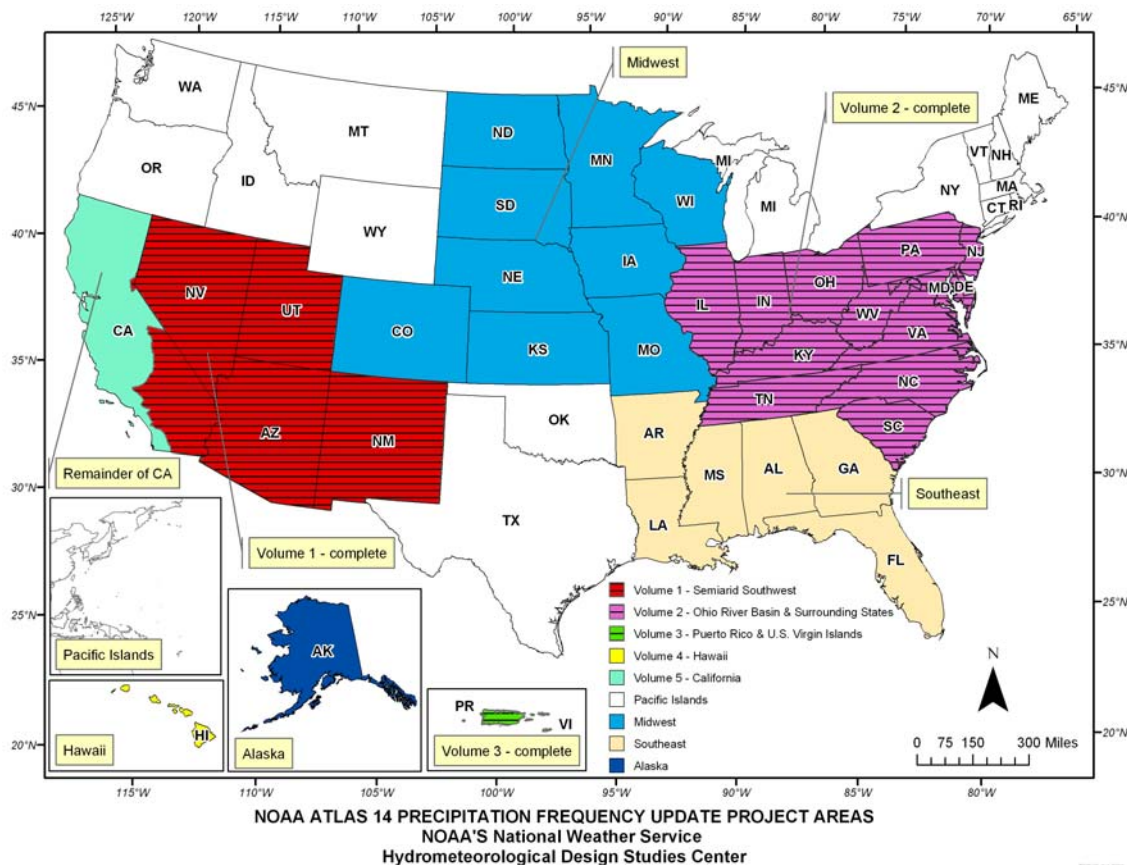 125°W 120°W 115°W 110°W 105°W 100°W 95°W 90°W 85°W 80°W 75°W 70°W 65°W
Midwest
Volume 2 - complete
45°N
45°N
WA
MT
ND
MN
ME
VT
NH
OR
ID
SD
WI
MI
MI
NY
MA
CT
RI
40°N
40°N
WY
NE
IA
PA
NJ
NV
UT
CO
KS
MO
IL
IN
OH
WV
MD
DE
VA
CA
35°N
35°N
KY
NC
TN
SC
AZ
NM
OK
AR
MS
AL
GA
Remainder of CA
30°N
30°N
Southeast
TX
LA
FL
Volume 1 - complete
25°N
25°N
Pacific Islands
AK
Alaska
HI
Hawaii
PR
VI
Volume 3 - complete
20°N
20°N
Volume 1 - Semiarid Southwest
Volume 2 - Ohio River Basin & Surrounding States
Volume 3 - Puerto Rico & U.S. Virgin Islands
Volume 4 - Hawaii
Volume 5 - California
Pacific Islands
Midwest
Southeast
Alaska
N
0 75 150 300 Miles
115°W 110°W 105°W 100°W 95°W 90°W 85°W 80°W
NOAA ATLAS 14 PRECIPITATION FREQUENCY UPDATE PROJECT AREAS
NOAA'S National Weather Service
Hydrometeorological Design Studies Center